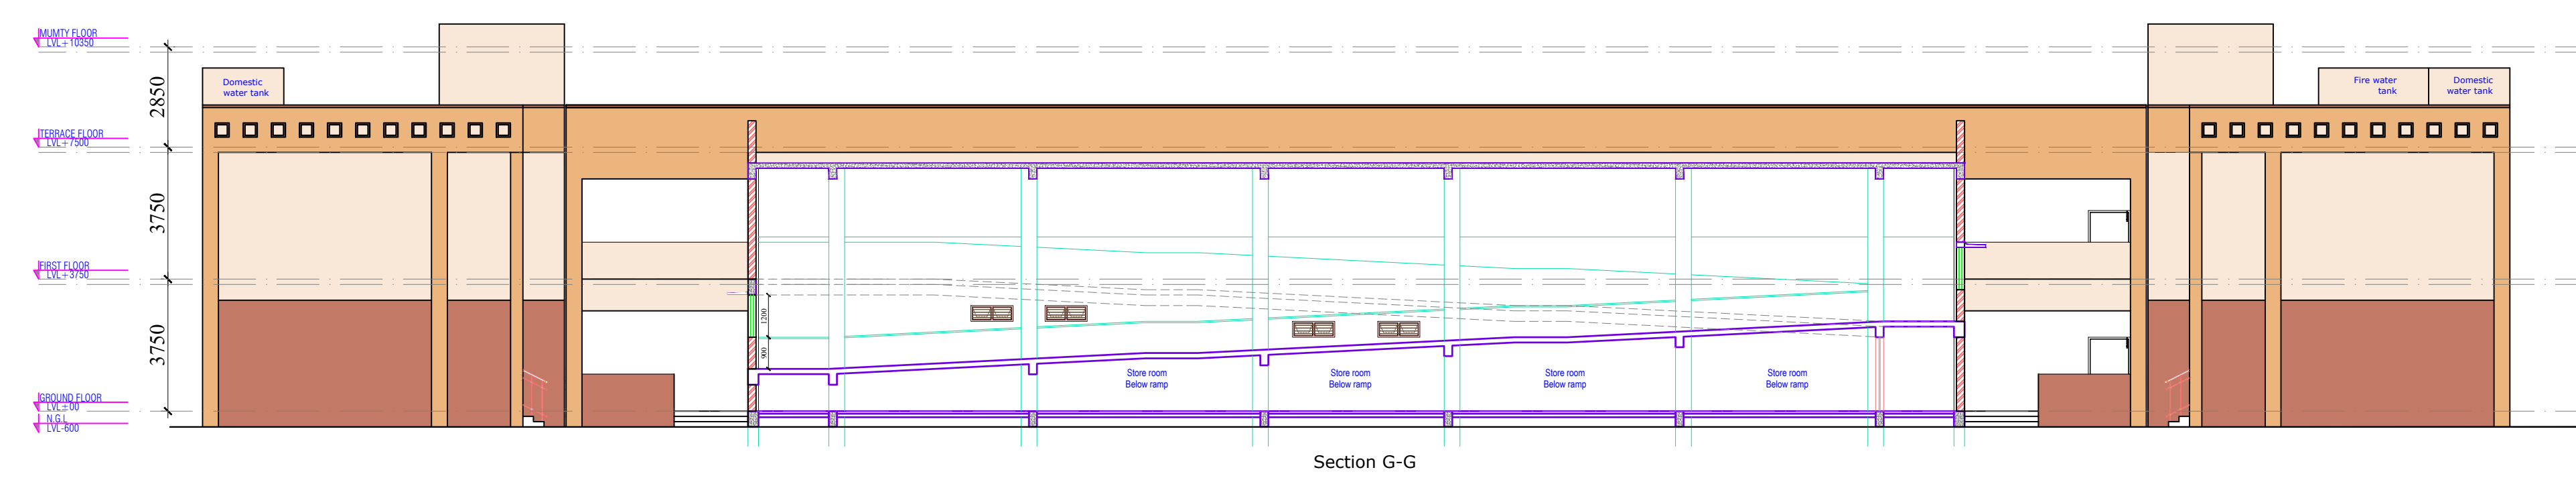 MUMTY FLOOR
LVL+10350
2850
Domestic
water tank
Fire water
tank
Domestic
water tank
TERRACE FLOOR
LVL+7500
3750
FIRST FLOOR
LVL+3750
1200
3750
900
Store room
Below ramp
Store room
Below ramp
Store room
Below ramp
Store room
Below ramp
GROUND FLOOR
LVL±00
N.G.L
LVL-600
Section G-G